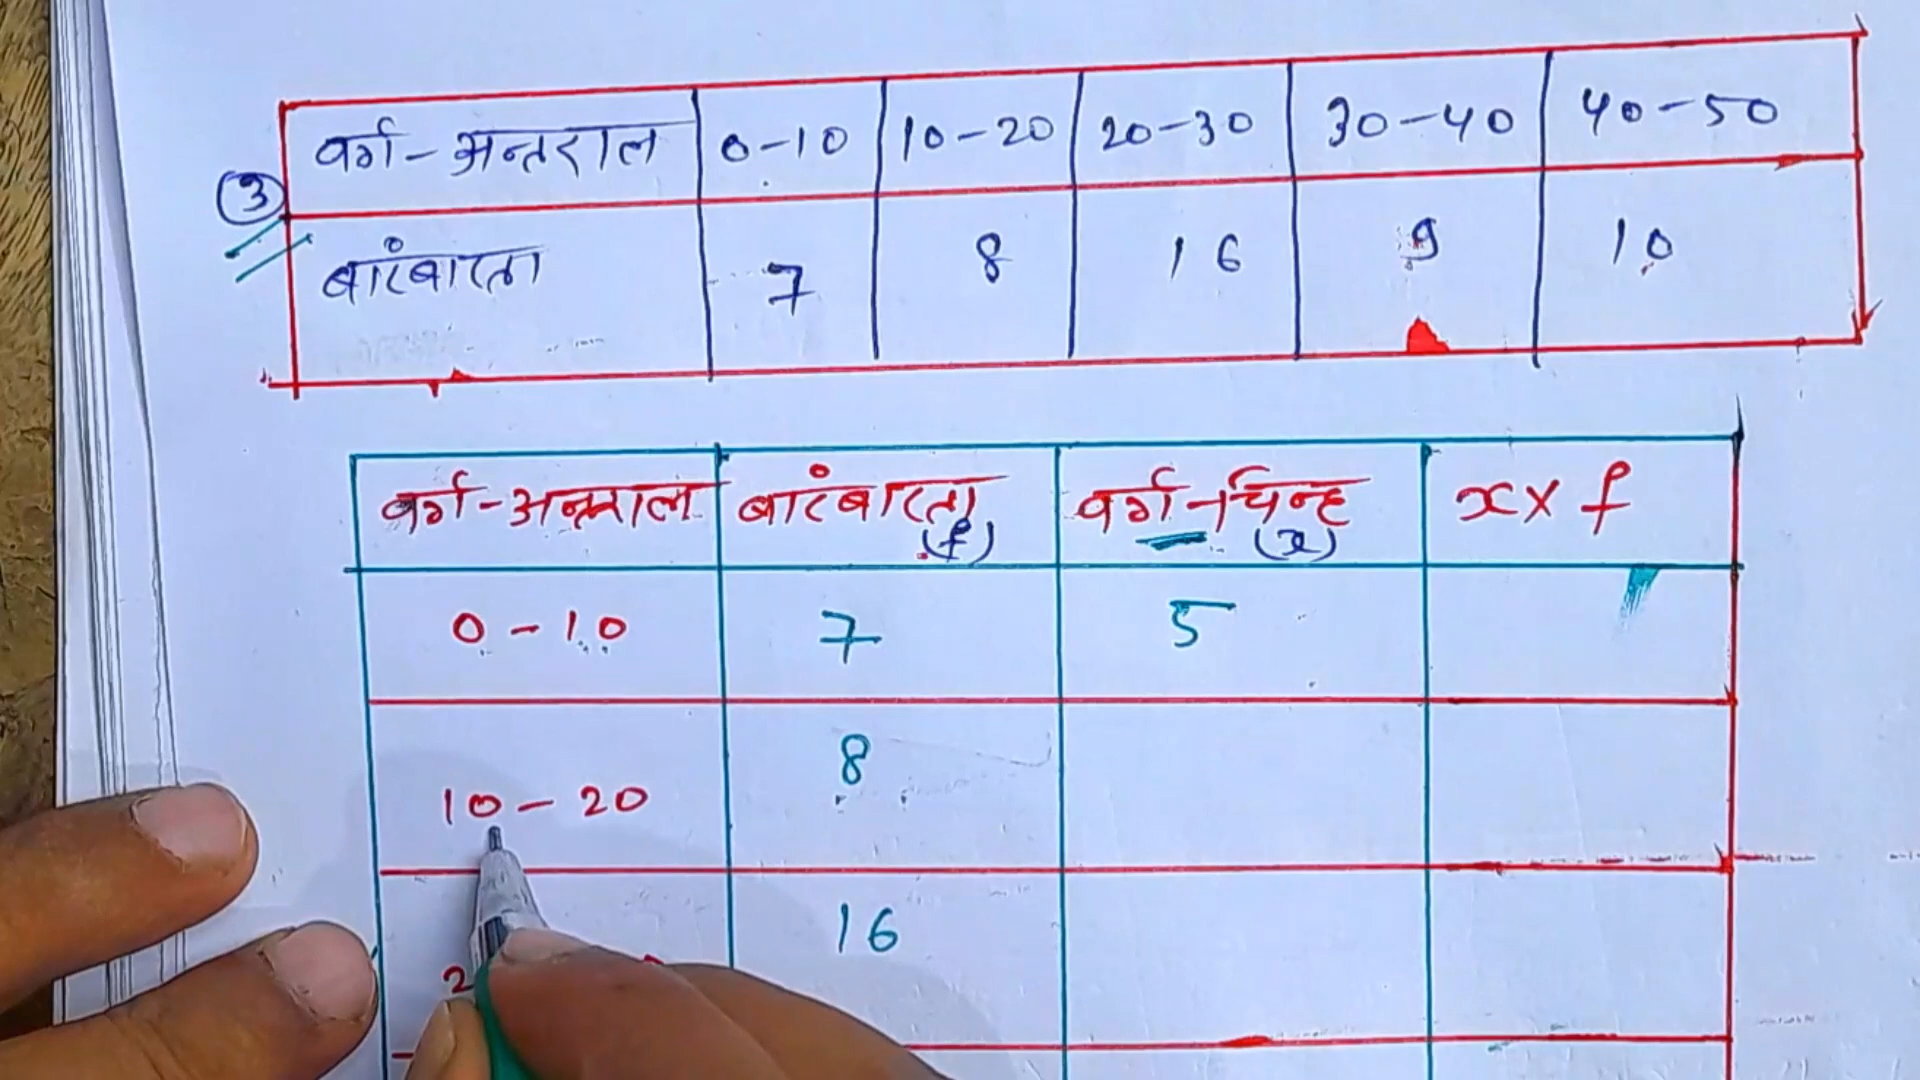 वर्ग-अन्तराल 0-10 10-20 20-30 30-40 40-50
③
बारंबारता 7 8 16 9 10
वर्ग-अन्तराल बारंबारता (f) वर्ग-चिन्ह (x) x × f
0-10 7 5
10-20 8
16
2